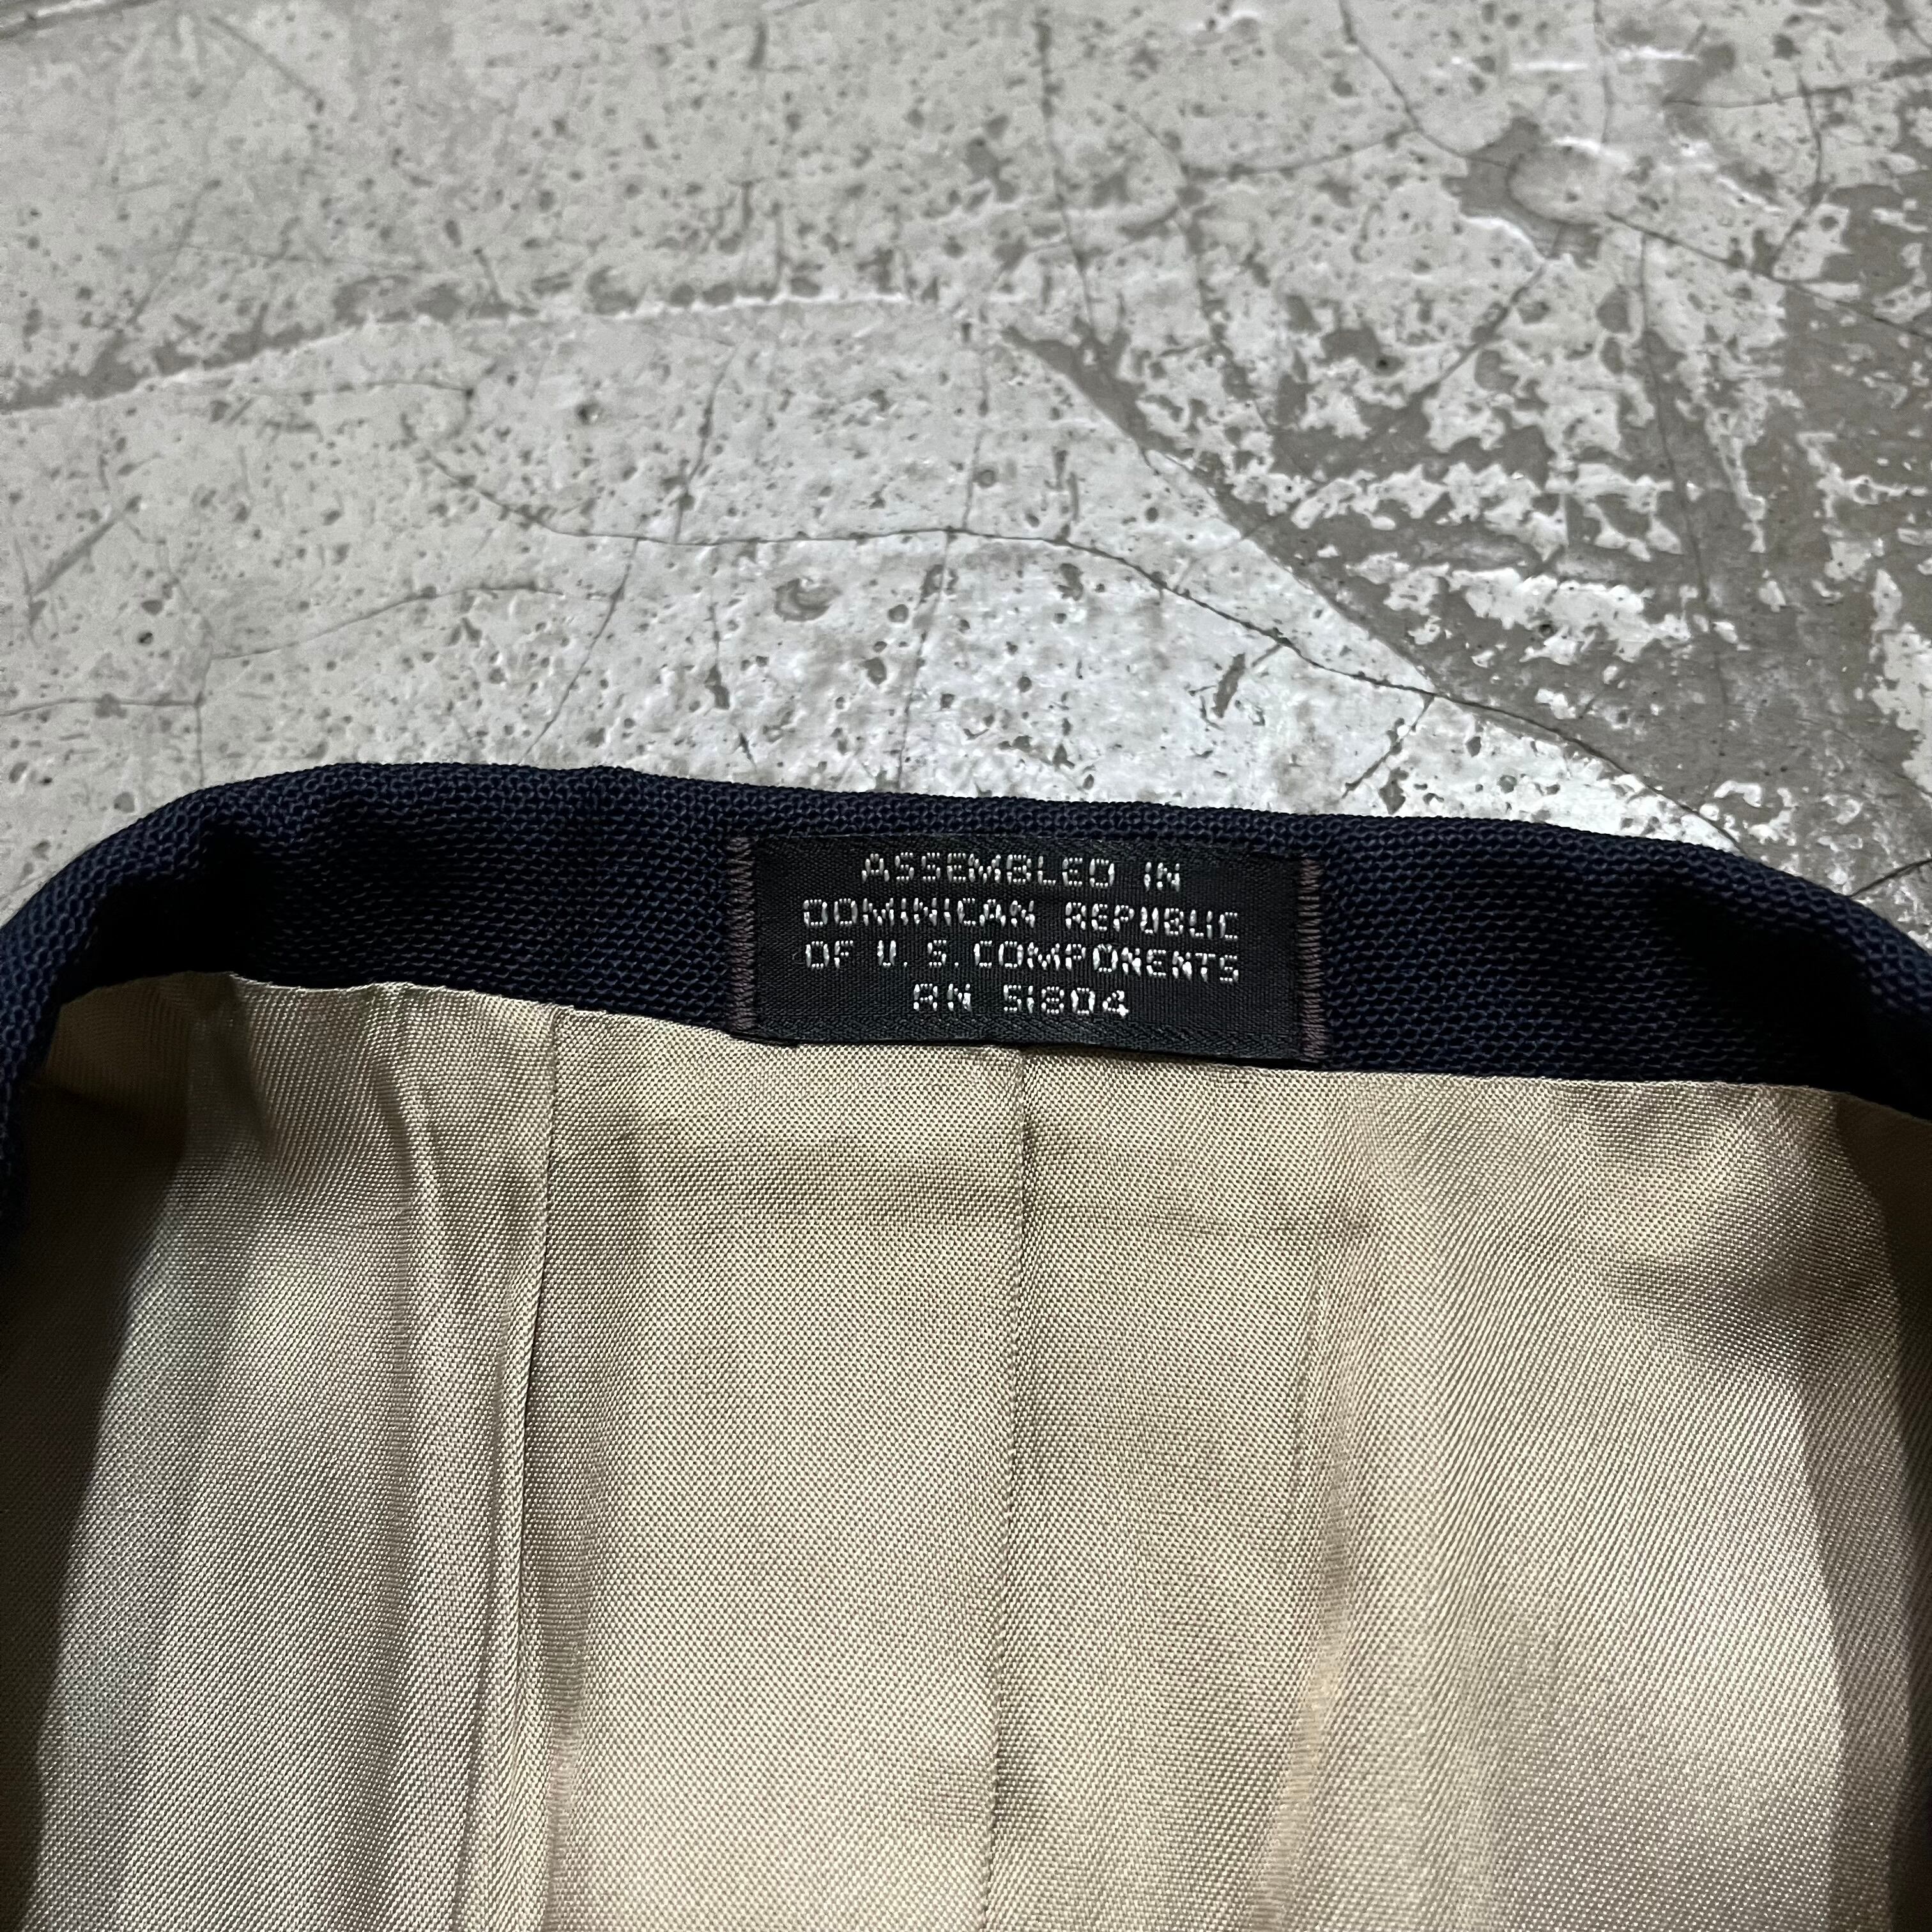 ASSEMBLED IN
DOMINICAN REPUBLIC
OF U.S. COMPONENTS
RN 51804